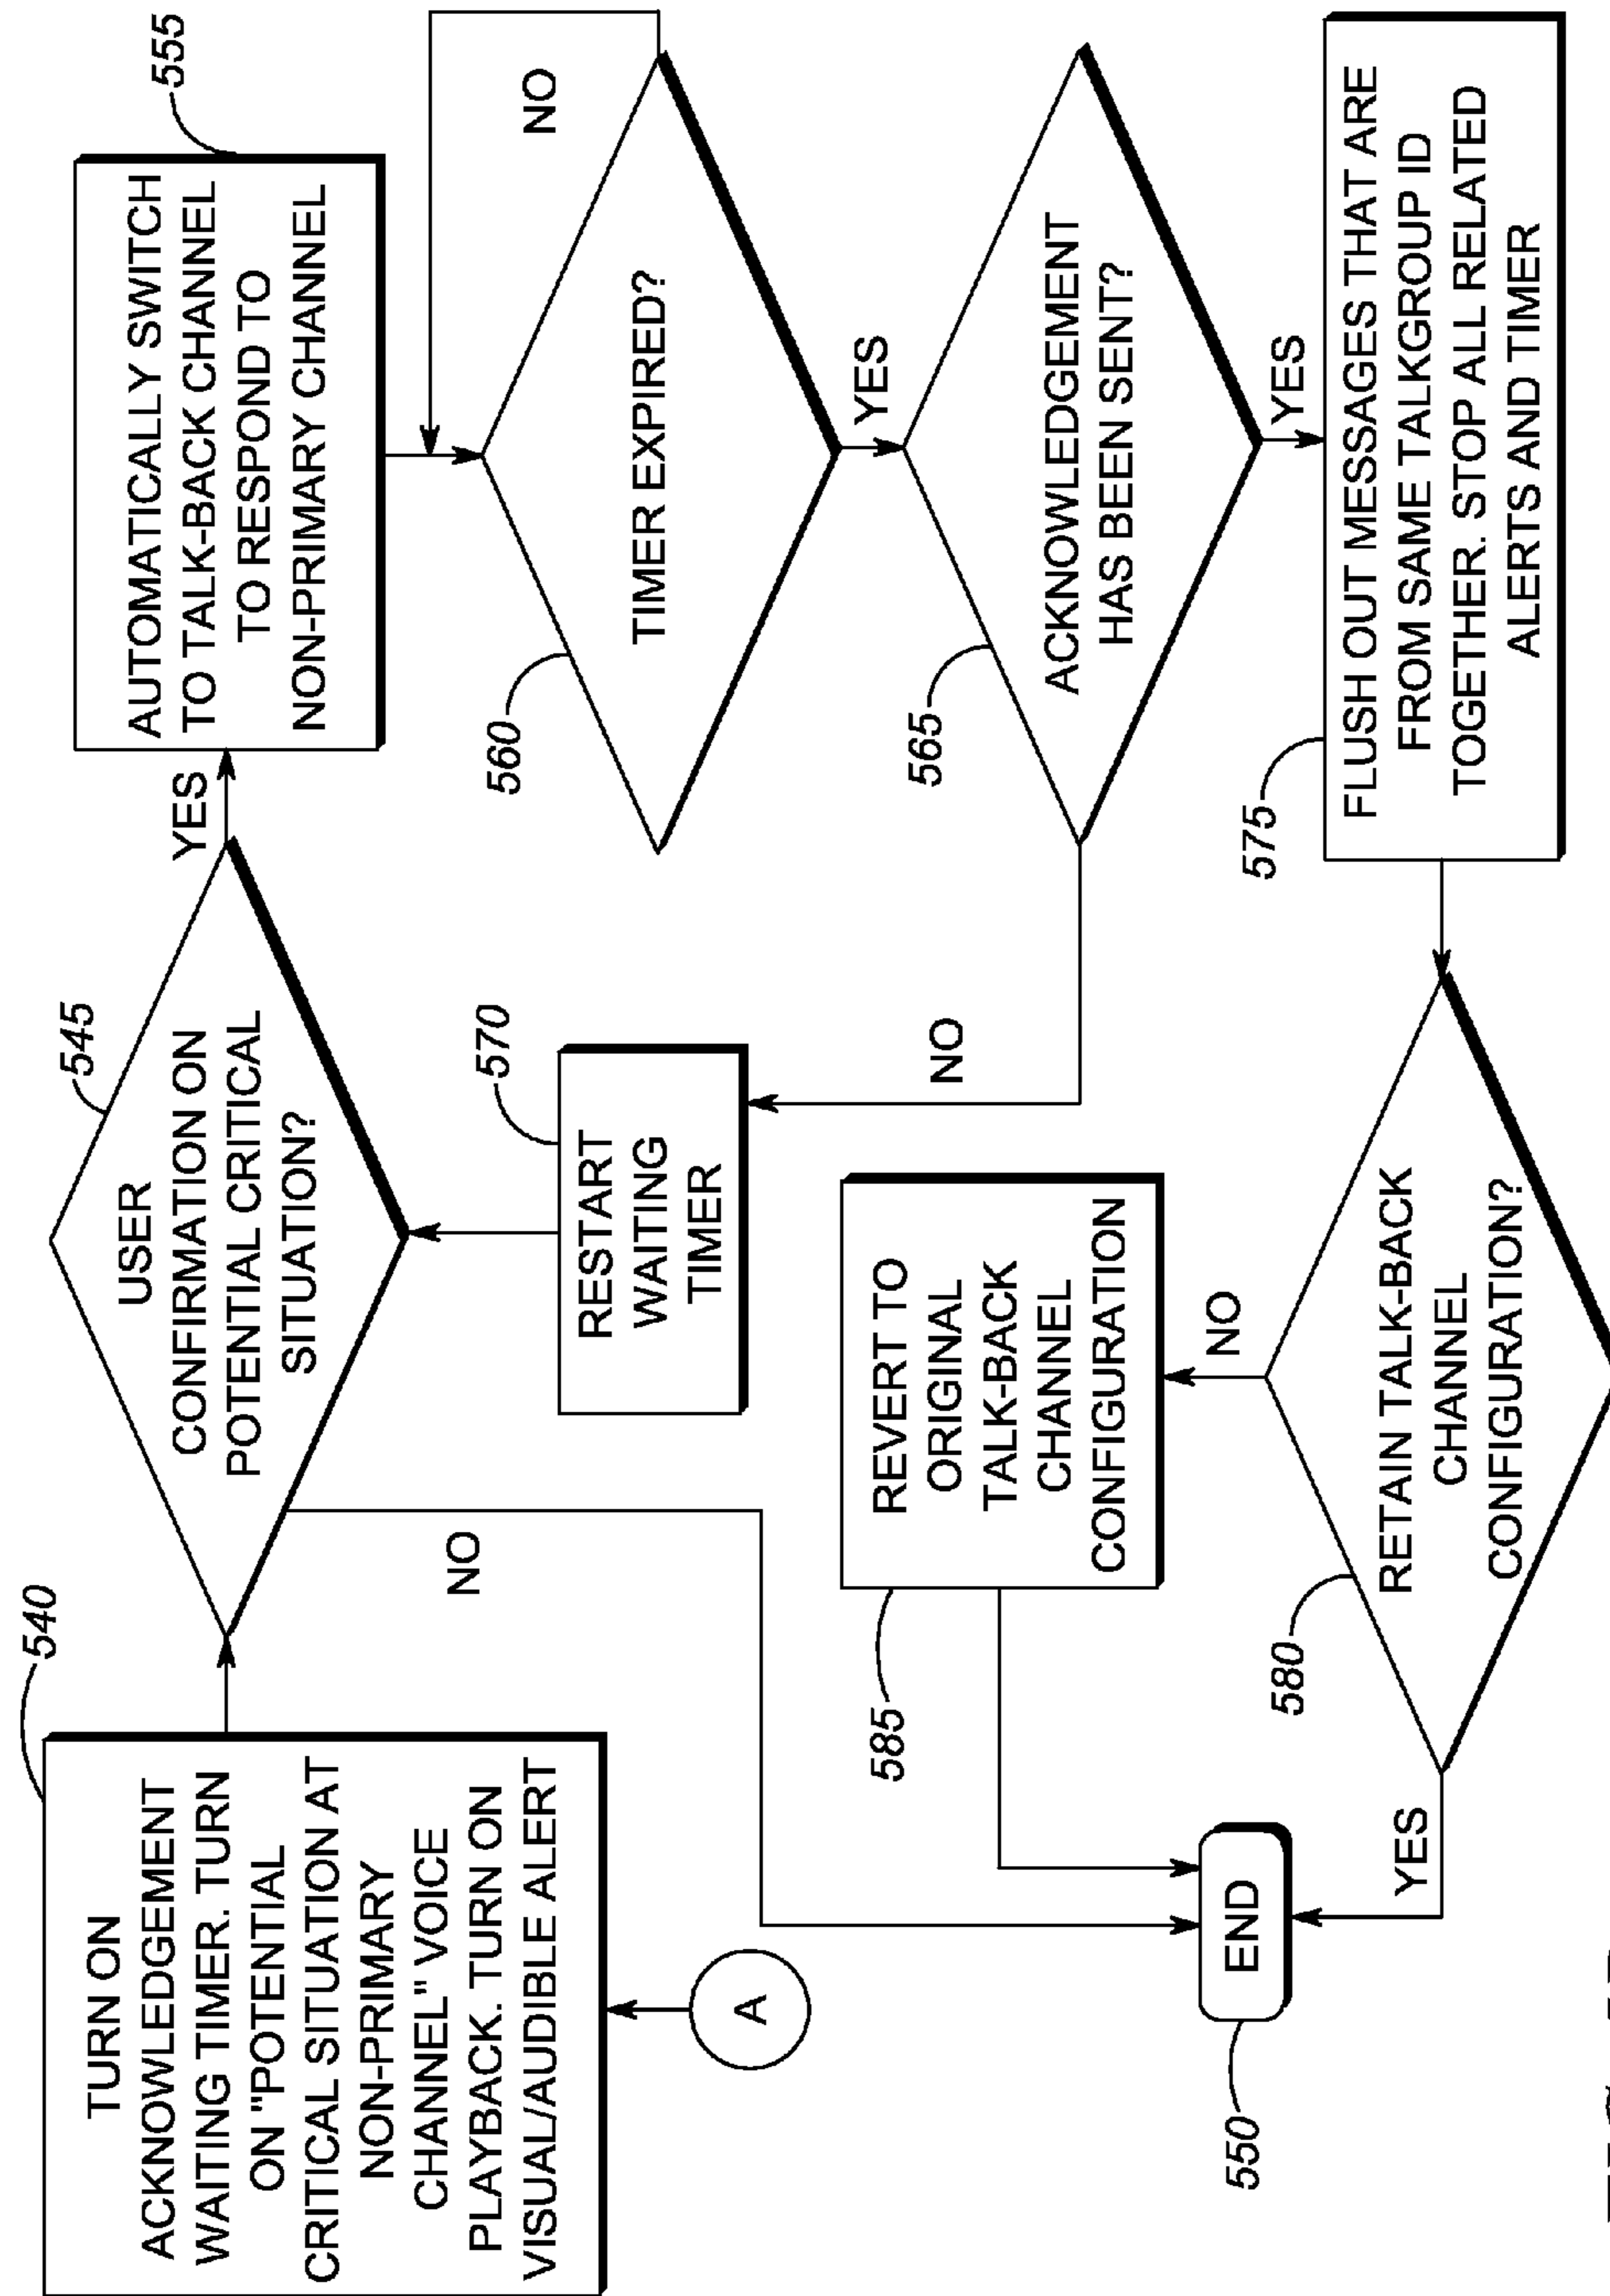 540
TURN ON
ACKNOWLEDGEMENT
WAITING TIMER. TURN
ON "POTENTIAL
CRITICAL SITUATION AT
NON-PRIMARY
CHANNEL" VOICE
PLAYBACK. TURN ON
VISUAL/AUDIBLE ALERT
A
545
USER
CONFIRMATION ON
POTENTIAL CRITICAL
SITUATION?
YES
NO
555
AUTOMATICALLY SWITCH
TO TALK-BACK CHANNEL
TO RESPOND TO
NON-PRIMARY CHANNEL
560
TIMER EXPIRED?
NO
YES
565
ACKNOWLEDGEMENT
HAS BEEN SENT?
NO
YES
570
RESTART
WAITING
TIMER
575
FLUSH OUT MESSAGES THAT ARE
FROM SAME TALKGROUP ID
TOGETHER. STOP ALL RELATED
ALERTS AND TIMER
580
RETAIN TALK-BACK
CHANNEL
CONFIGURATION?
NO
YES
585
REVERT TO
ORIGINAL
TALK-BACK
CHANNEL
CONFIGURATION
END
550